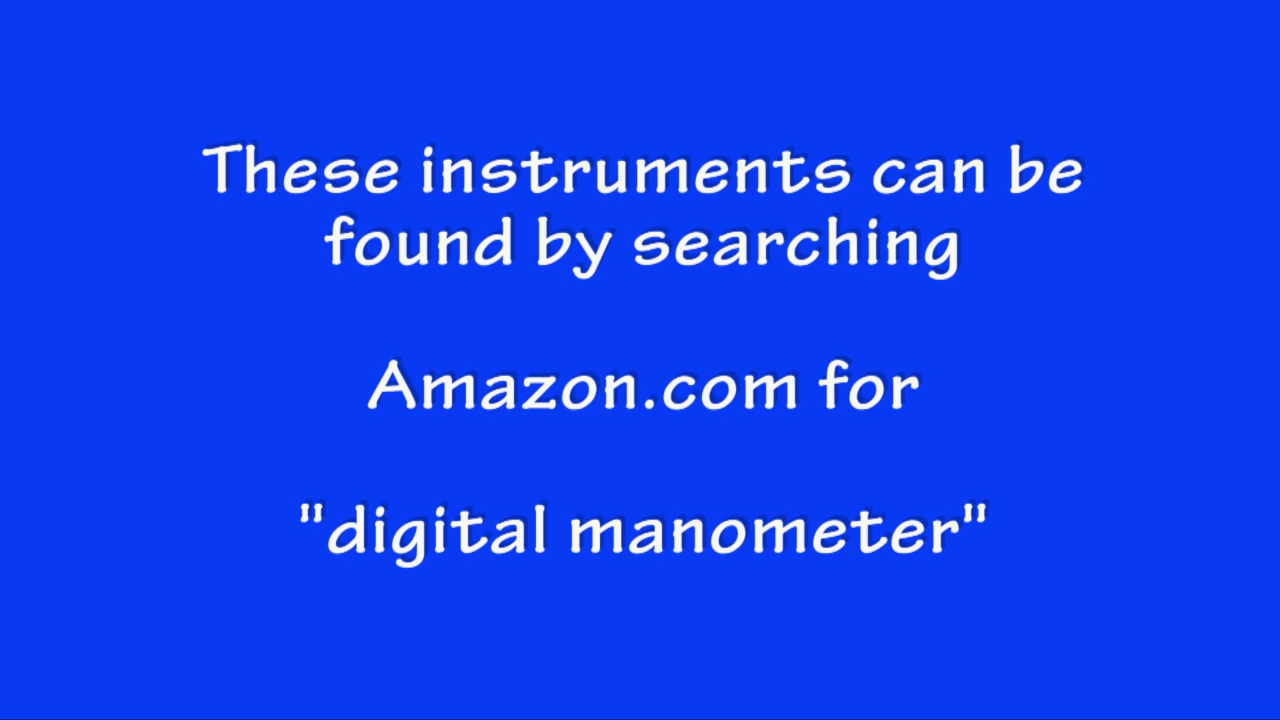 These instruments can be
found by searching
Amazon.com for
"digital manometer"